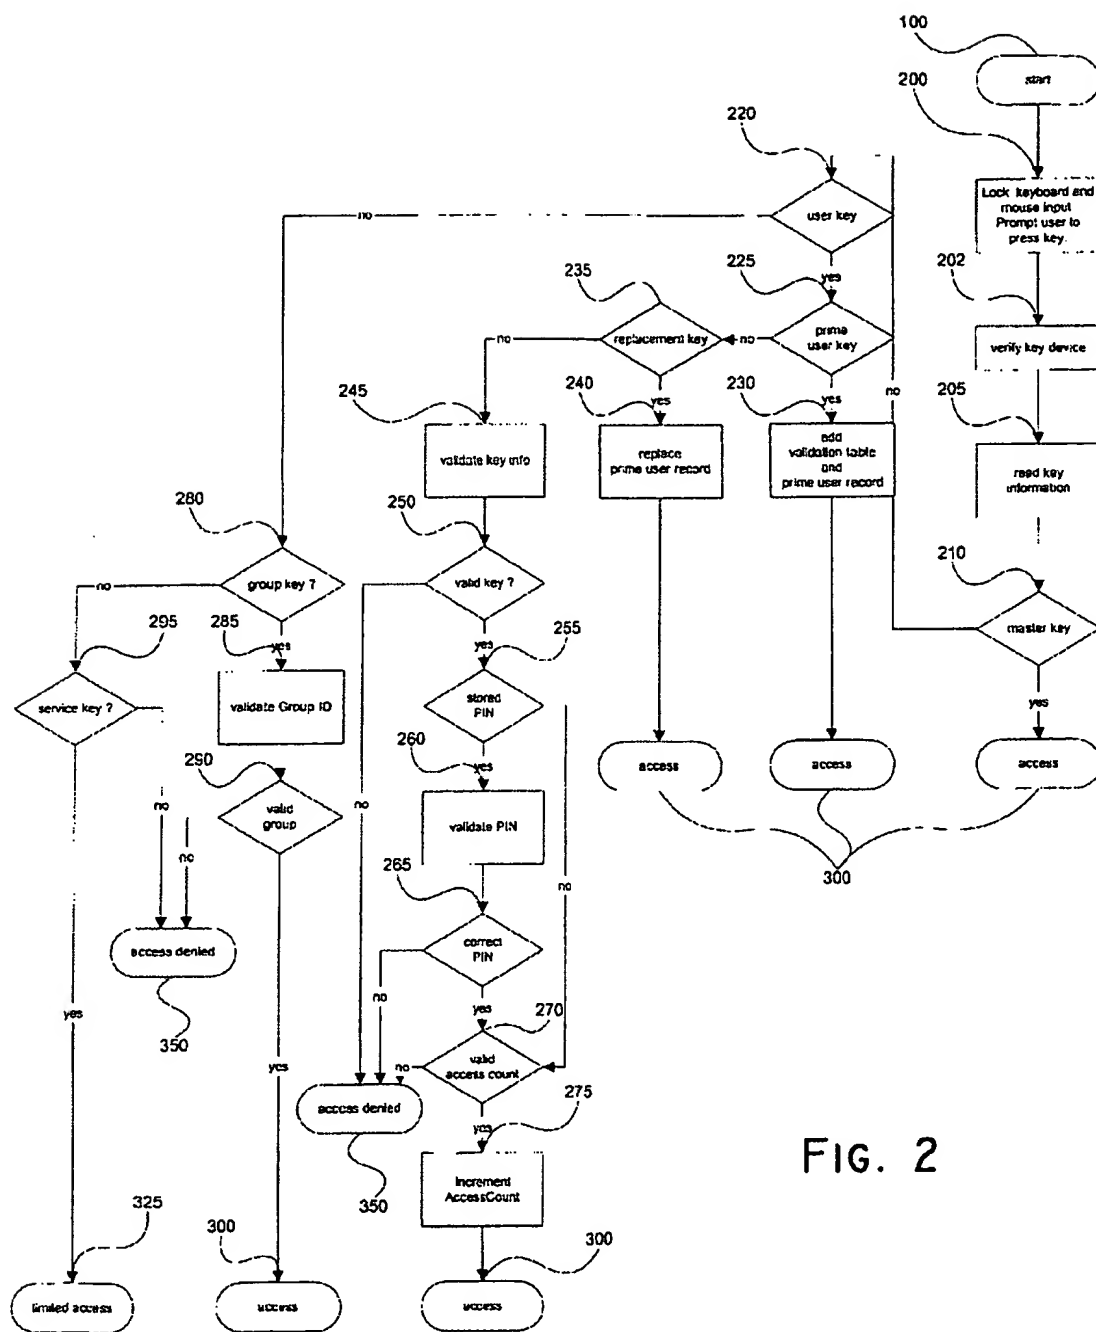 100
start
200
220
Lock keyboard and
mouse input
Prompt user to
press key.
no
user key
202
235
225
yes
replacement key
no
prime
user key
verify key device
no
no
205
245
240
yes
230
yes
validate key info
replace
prime user record
add
validation table
and
prime user record
read key
information
280
250
210
group key ?
valid key ?
master key
no
no
295
285
yes
yes
255
yes
service key ?
validate Group ID
stored
PIN
290
260
yes
access
access
access
no
valid
group
no
validate PIN
no
265
no
300
access denied
correct
PIN
no
350
yes
yes
270
yes
no
valid
access count
275
access denied
yes
350
Increment
AccessCount
FIG. 2
325
300
300
limited access
access
access